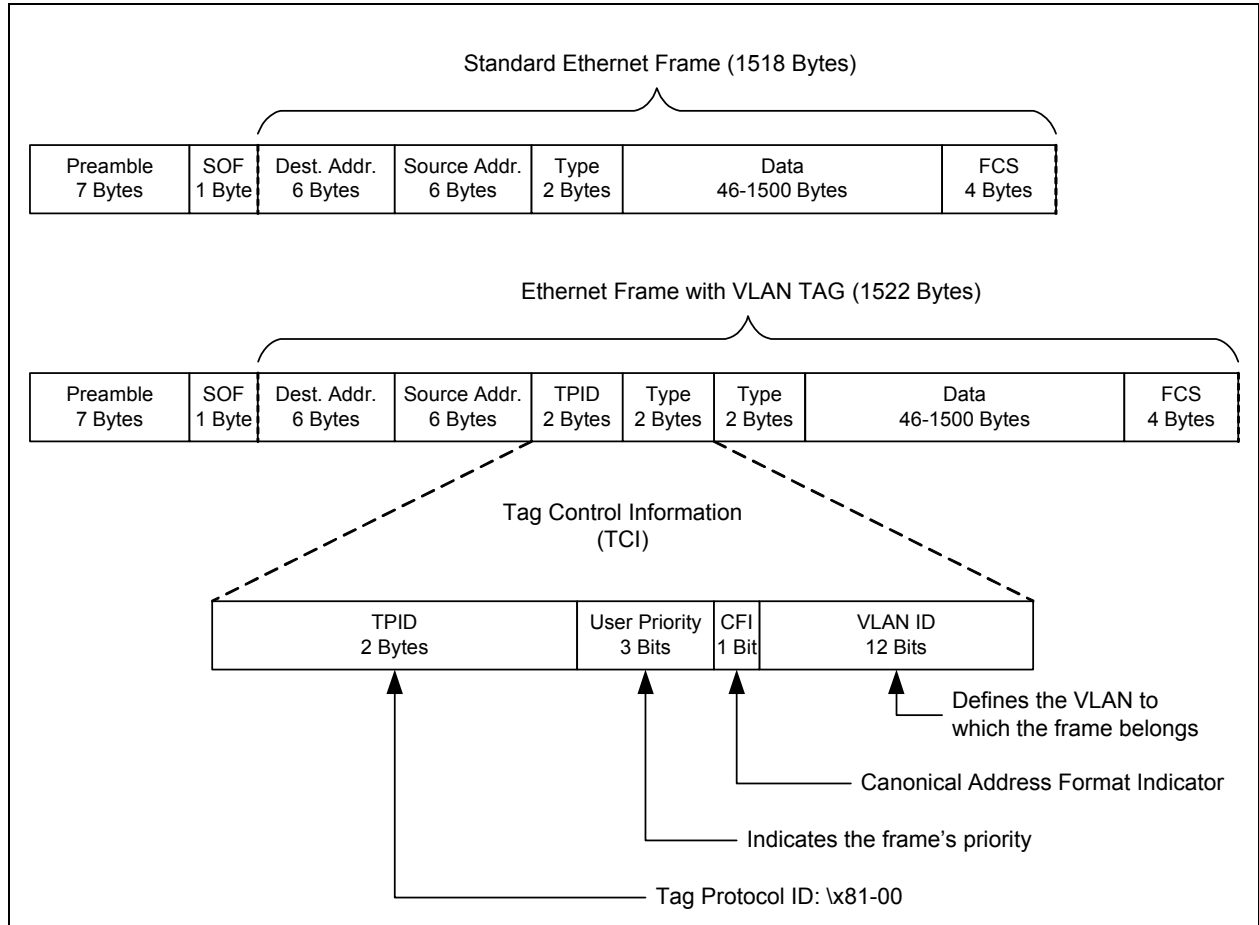 Standard Ethernet Frame (1518 Bytes)
Preamble
7 Bytes
SOF
1 Byte
Dest. Addr.
6 Bytes
Source Addr.
6 Bytes
Type
2 Bytes
Data
46-1500 Bytes
FCS
4 Bytes
Ethernet Frame with VLAN TAG (1522 Bytes)
Preamble
7 Bytes
SOF
1 Byte
Dest. Addr.
6 Bytes
Source Addr.
6 Bytes
TPID
2 Bytes
Type
2 Bytes
Type
2 Bytes
Data
46-1500 Bytes
FCS
4 Bytes
Tag Control Information
(TCI)
TPID
2 Bytes
User Priority
3 Bits
CFI
1 Bit
VLAN ID
12 Bits
Defines the VLAN to
which the frame belongs
Canonical Address Format Indicator
Indicates the frame's priority
Tag Protocol ID: \x81-00